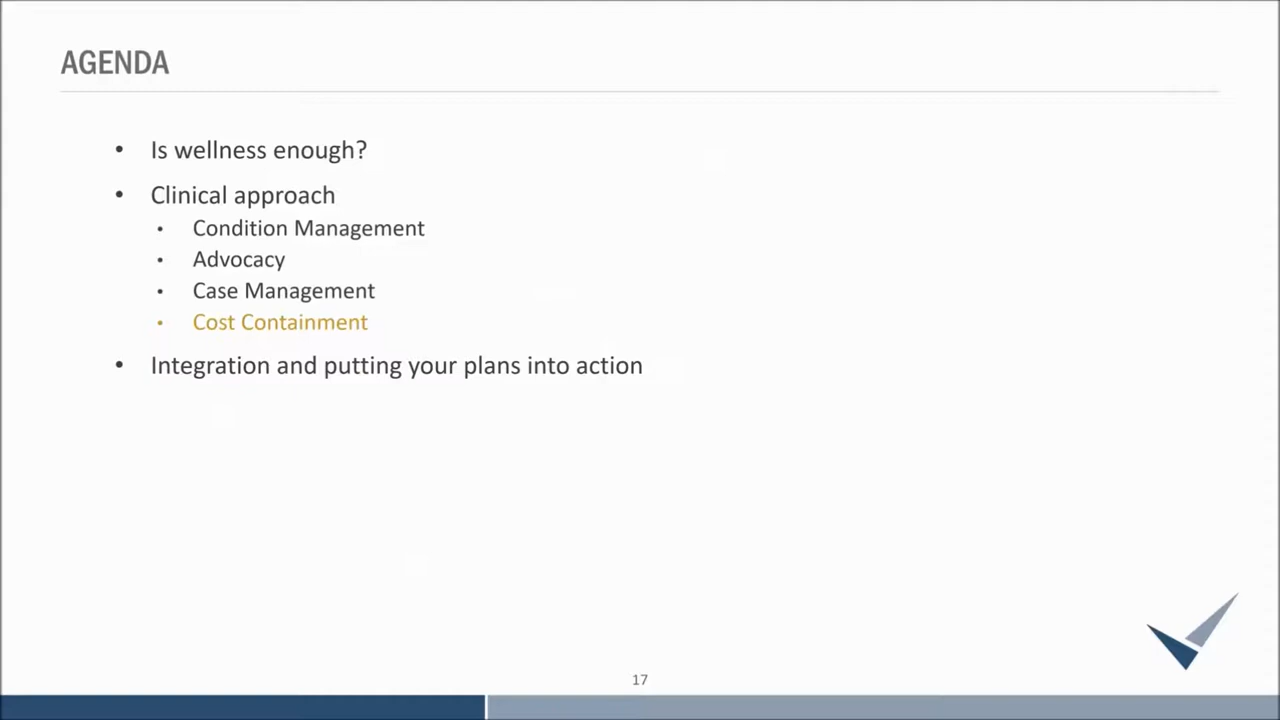 AGENDA
• Is wellness enough?
• Clinical approach
• Condition Management
• Advocacy
• Case Management
• Cost Containment
• Integration and putting your plans into action
17